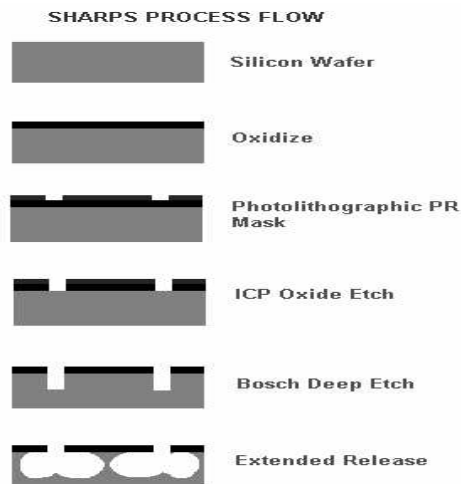 SHARPS PROCESS FLOW
Silicon Wafer
Oxidize
Photolithographic PR
Mask
ICP Oxide Etch
Bosch Deep Etch
Extended Release